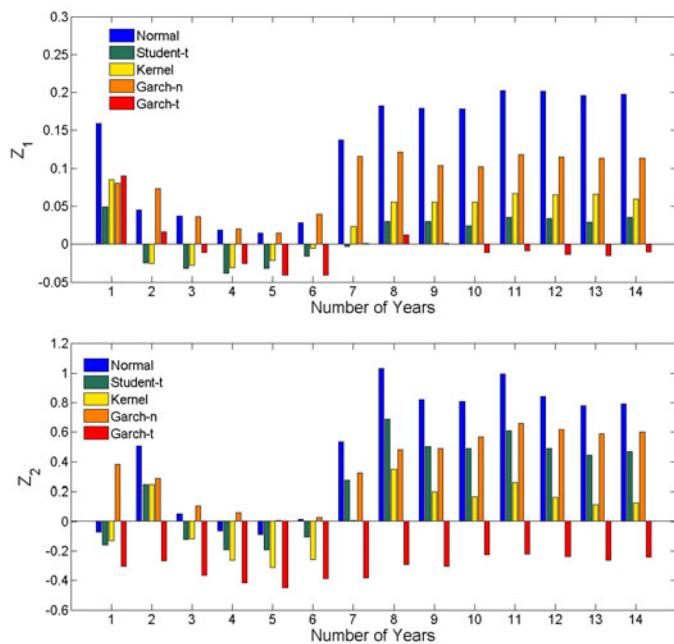 0.3
0.25
0.2
0.15
0.1
0.05
0
-0.05
Z1
Normal
Student-t
Kernel
Garch-n
Garch-t
1 2 3 4 5 6 7 8 9 10 11 12 13 14
Number of Years
1.2
1
0.8
0.6
0.4
0.2
0
-0.2
-0.4
-0.6
Z2
Normal
Student-t
Kernel
Garch-n
Garch-t
1 2 3 4 5 6 7 8 9 10 11 12 13 14
Number of Years